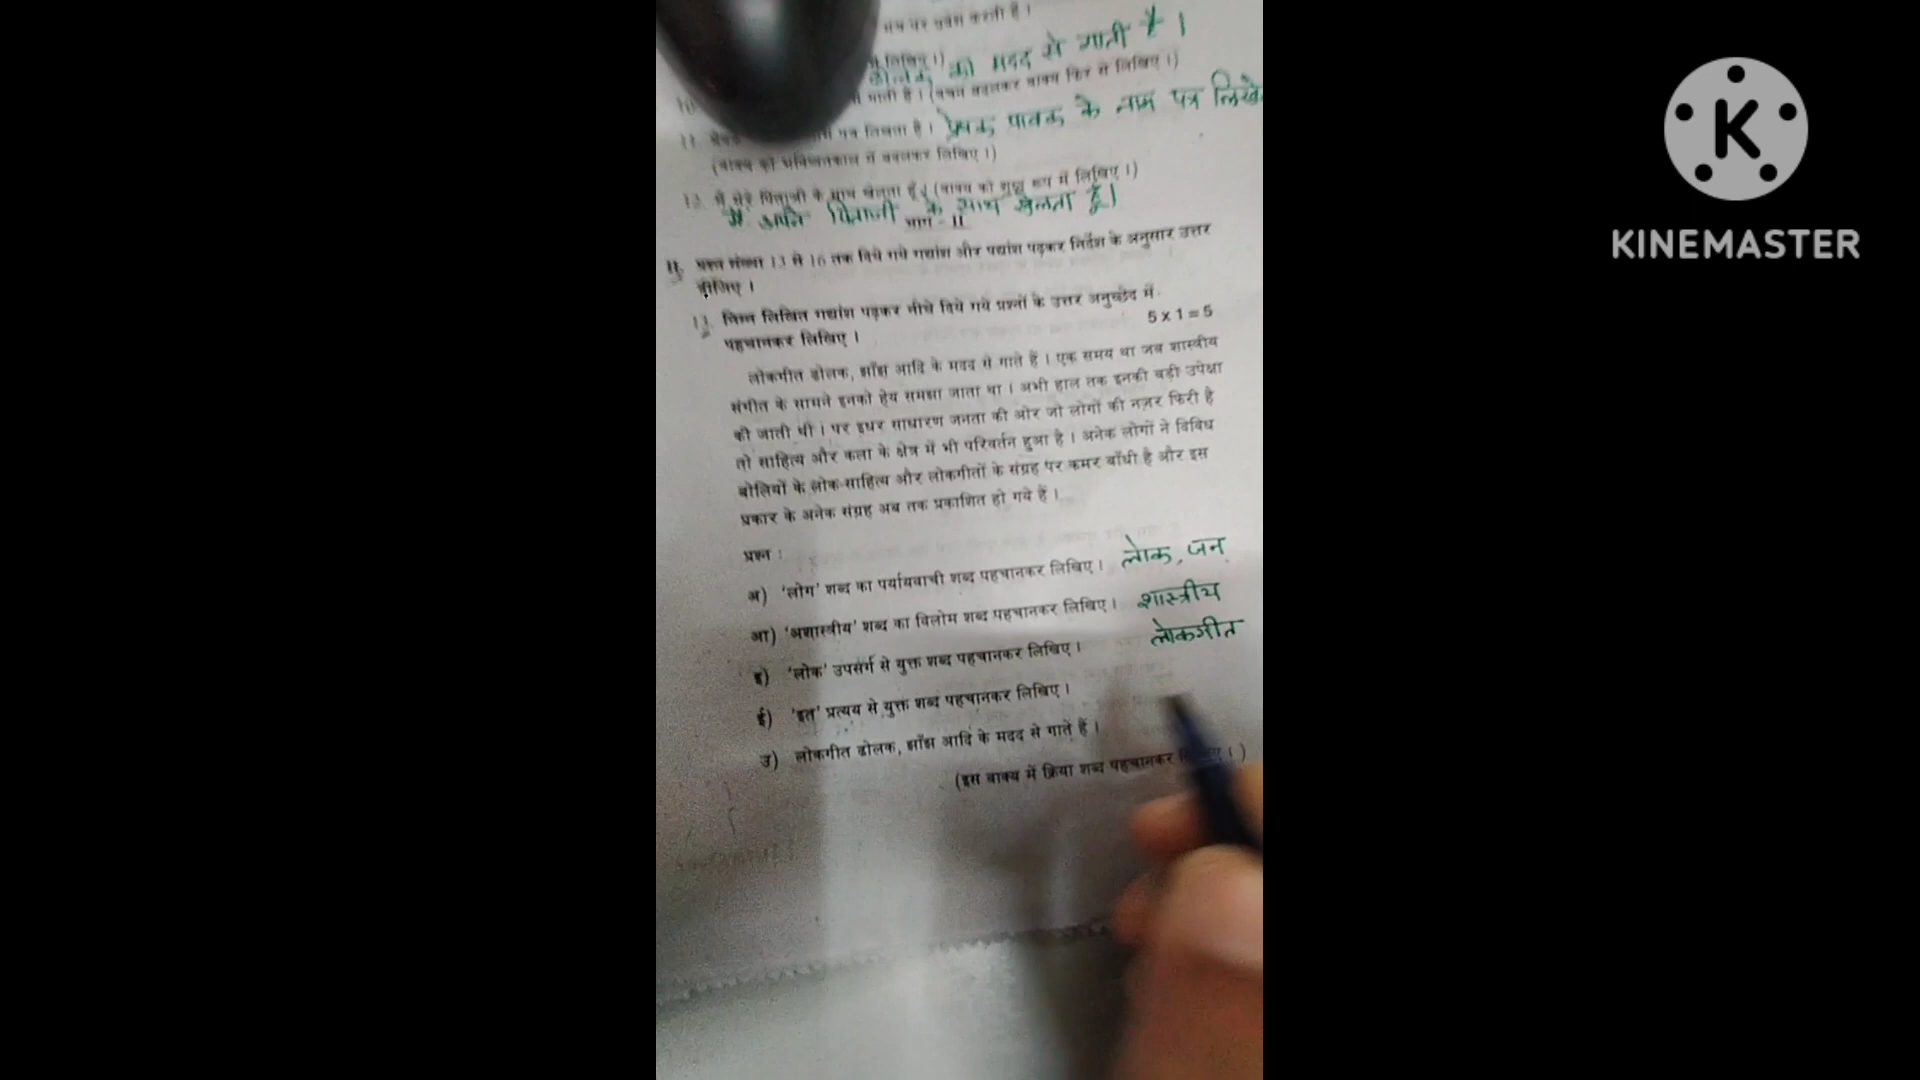 मंच पर प्रवेश करती है ।
लिखिए ।)
ढोलक की मदद से गाती है ।
गाती है । (वचन बदलकर वाक्य फिर से लिखिए ।)
पत्र लिखता है । प्रेषक पावक के नाम पत्र लिखे
(वाक्य को भविष्यतकाल में बदलकर लिखिए ।)
12. मैं मेरे पिताजी के साथ खेलता हूँ । (वाक्य को शुद्ध रूप में लिखिए ।)
मैं अपने पिताजी के साथ खेलता हूँ।
भाग - II
II. प्रश्न संख्या 13 से 16 तक दिये गये गद्यांश और पद्यांश पढ़कर निर्देश के अनुसार उत्तर
दीजिए ।
13. निम्न लिखित गद्यांश पढ़कर नीचे दिये गये प्रश्नों के उत्तर अनुच्छेद में
पहचानकर लिखिए । 5 x 1 = 5
लोकगीत ढोलक, झाँझ आदि के मदद से गाते हैं । एक समय था जब शास्त्रीय
संगीत के सामने इनको हेय समझा जाता था । अभी हाल तक इनकी बड़ी उपेक्षा
की जाती थी । पर इधर साधारण जनता की ओर जो लोगों की नज़र फिरी है
तो साहित्य और कला के क्षेत्र में भी परिवर्तन हुआ है । अनेक लोगों ने विविध
बोलियों के लोक-साहित्य और लोकगीतों के संग्रह पर कमर बाँधी है और इस
प्रकार के अनेक संग्रह अब तक प्रकाशित हो गये हैं ।
प्रश्न :
अ) 'लोग' शब्द का पर्यायवाची शब्द पहचानकर लिखिए । लोक, जन
आ) 'अशास्त्रीय' शब्द का विलोम शब्द पहचानकर लिखिए । शास्त्रीय
इ) 'लोक' उपसर्ग से युक्त शब्द पहचानकर लिखिए । लोकगीत
ई) 'इत' प्रत्यय से युक्त शब्द पहचानकर लिखिए ।
उ) लोकगीत ढोलक, झाँझ आदि के मदद से गाते हैं ।
(इस वाक्य में क्रिया शब्द पहचानकर
K
KINEMASTER